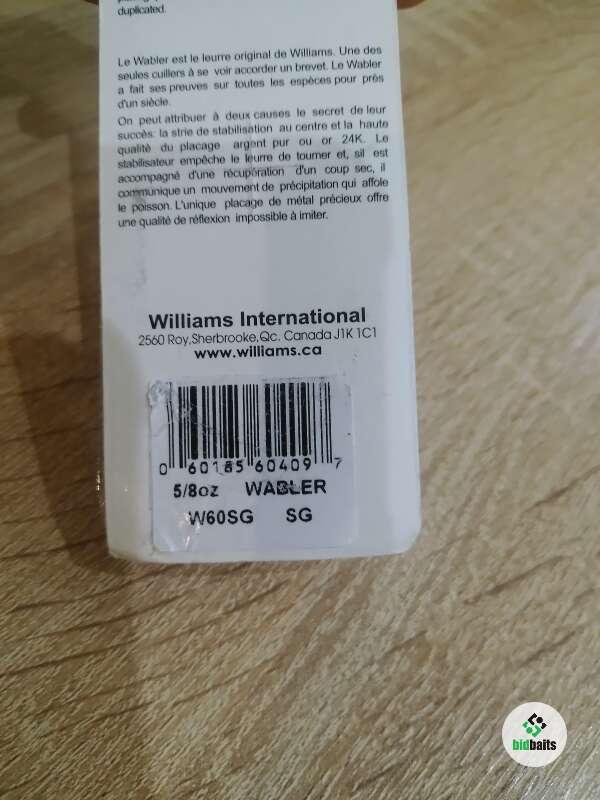 duplicated.
Le Wabler est le leurre original de Williams. Une des
seules cuillers à se voir accorder un brevet. Le Wabler
a fait ses preuves sur toutes les espèces pour près
d'un siècle.
On peut attribuer à deux causes le secret de leur
succès: la strie de stabilisation au centre et la haute
qualité du placage argent pur ou or 24K. Le
stabilisateur empêche le leurre de tourner et, sil est
accompagné d'une récupération d'un coup sec, il
communique un mouvement de précipitation qui affole
le poisson. L'unique placage de métal précieux offre
une qualité de réflexion impossible à imiter.
Williams International
2560 Roy,Sherbrooke,Qc. Canada J1K 1C1
www.williams.ca
0 60185 60409 7
5/8oz WABLER
W60SG SG
bidbaits